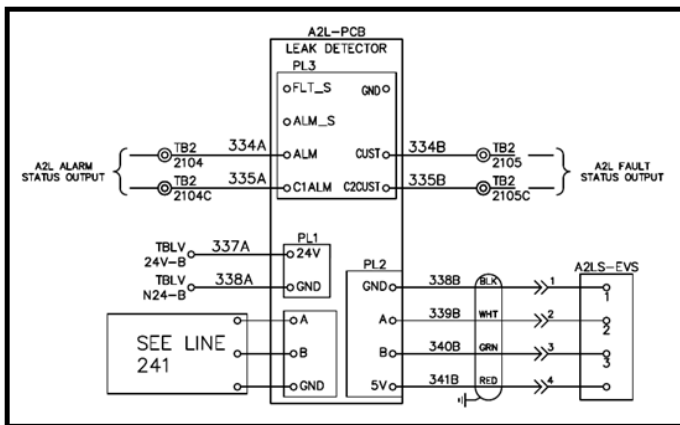 A2L-PCB
LEAK DETECTOR
PL3
FLT_S GND
ALM_S
A2L ALARM
STATUS OUTPUT
TB2
2104
334A
ALM
CUST
334B
TB2
2105
TB2
2104C
335A
C1ALM
C2CUST
335B
TB2
2105C
A2L FAULT
STATUS OUTPUT
TBLV
24V-B
337A
PL1
24V
TBLV
N24-B
338A
GND
PL2
GND
338B
BLK
1
A2LS-EVS
1
A
339B
WHT
2
2
B
340B
GRN
3
3
5V
341B
RED
4
SEE LINE
241
A
B
GND